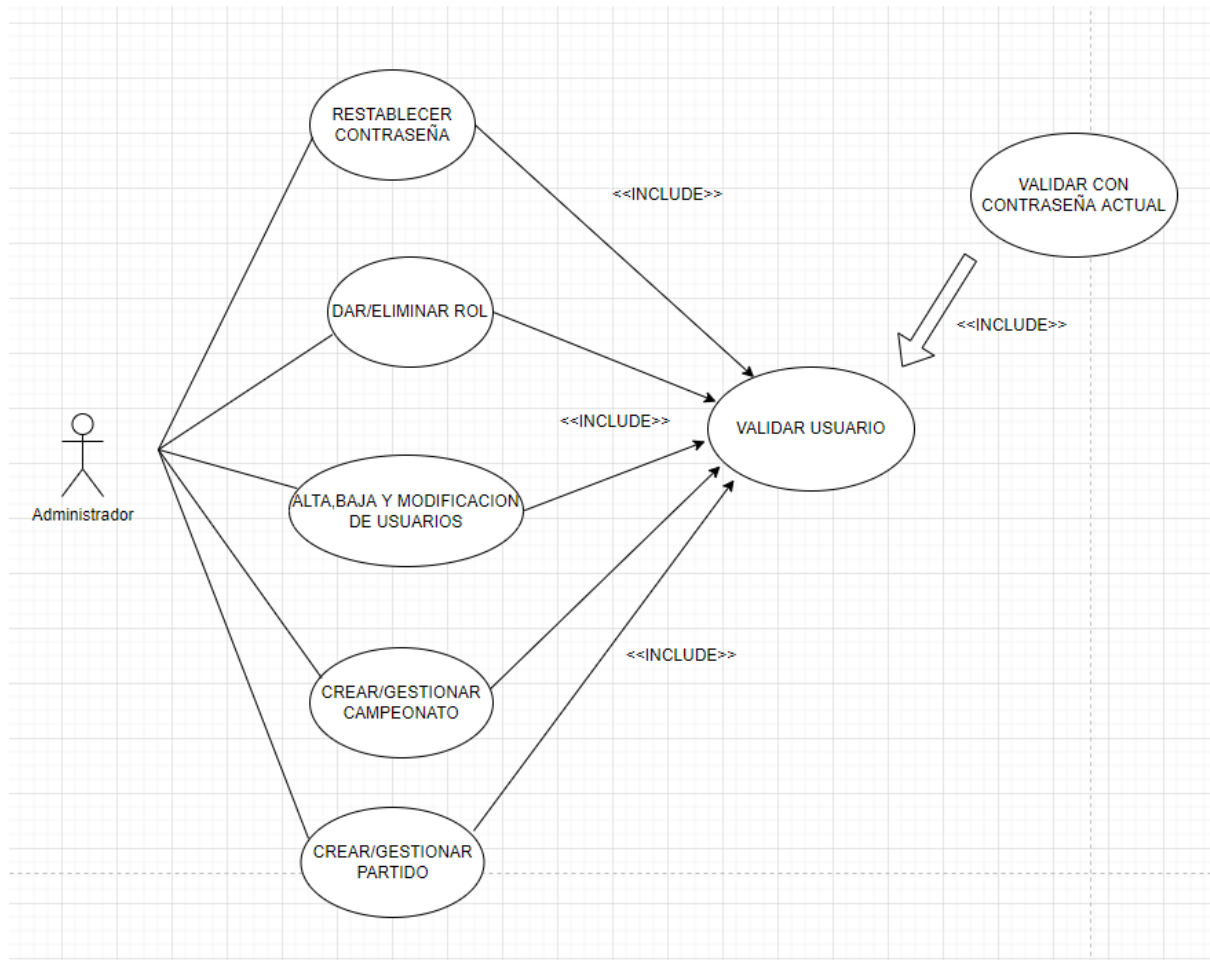 RESTABLECER
CONTRASEÑA
<<INCLUDE>>
VALIDAR CON
CONTRASEÑA ACTUAL
DAR/ELIMINAR ROL
<<INCLUDE>>
<<INCLUDE>>
VALIDAR USUARIO
Administrador
ALTA,BAJA Y MODIFICACION
DE USUARIOS
<<INCLUDE>>
CREAR/GESTIONAR
CAMPEONATO
CREAR/GESTIONAR
PARTIDO